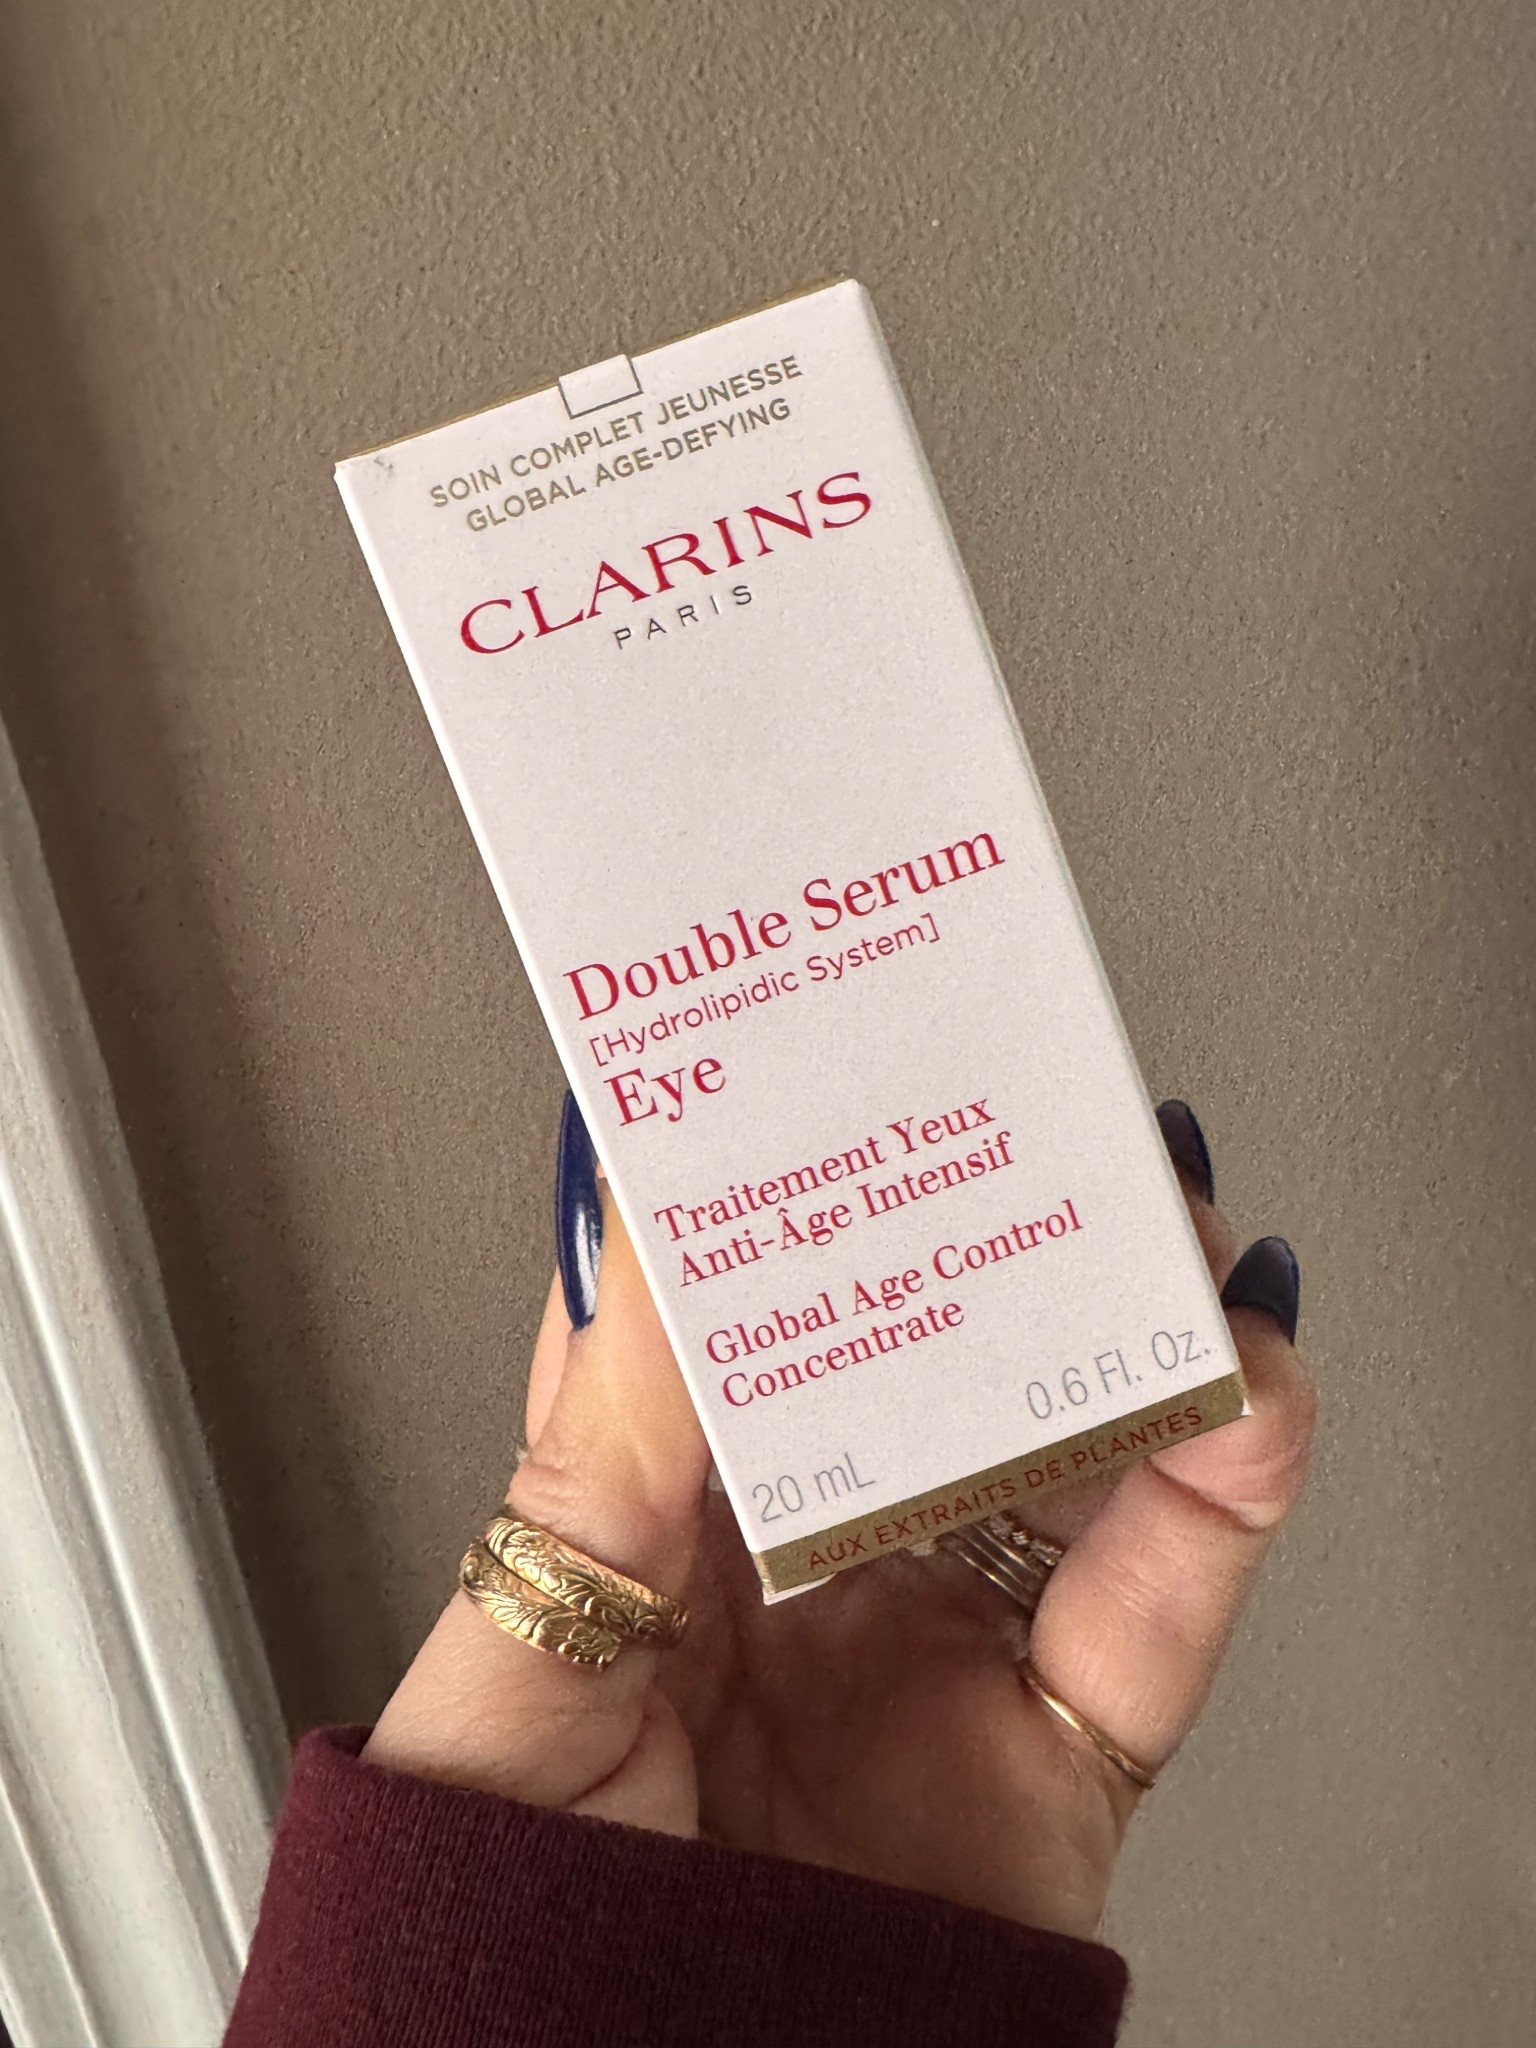 SOIN COMPLET JEUNESSE
GLOBAL AGE-DEFYING
CLARINS
PARIS
Double Serum
[Hydrolipidic System]
Eye
Traitement Yeux
Anti-Âge Intensif
Global Age Control
Concentrate
20 mL 0.6 Fl. Oz.
AUX EXTRAITS DE PLANTES